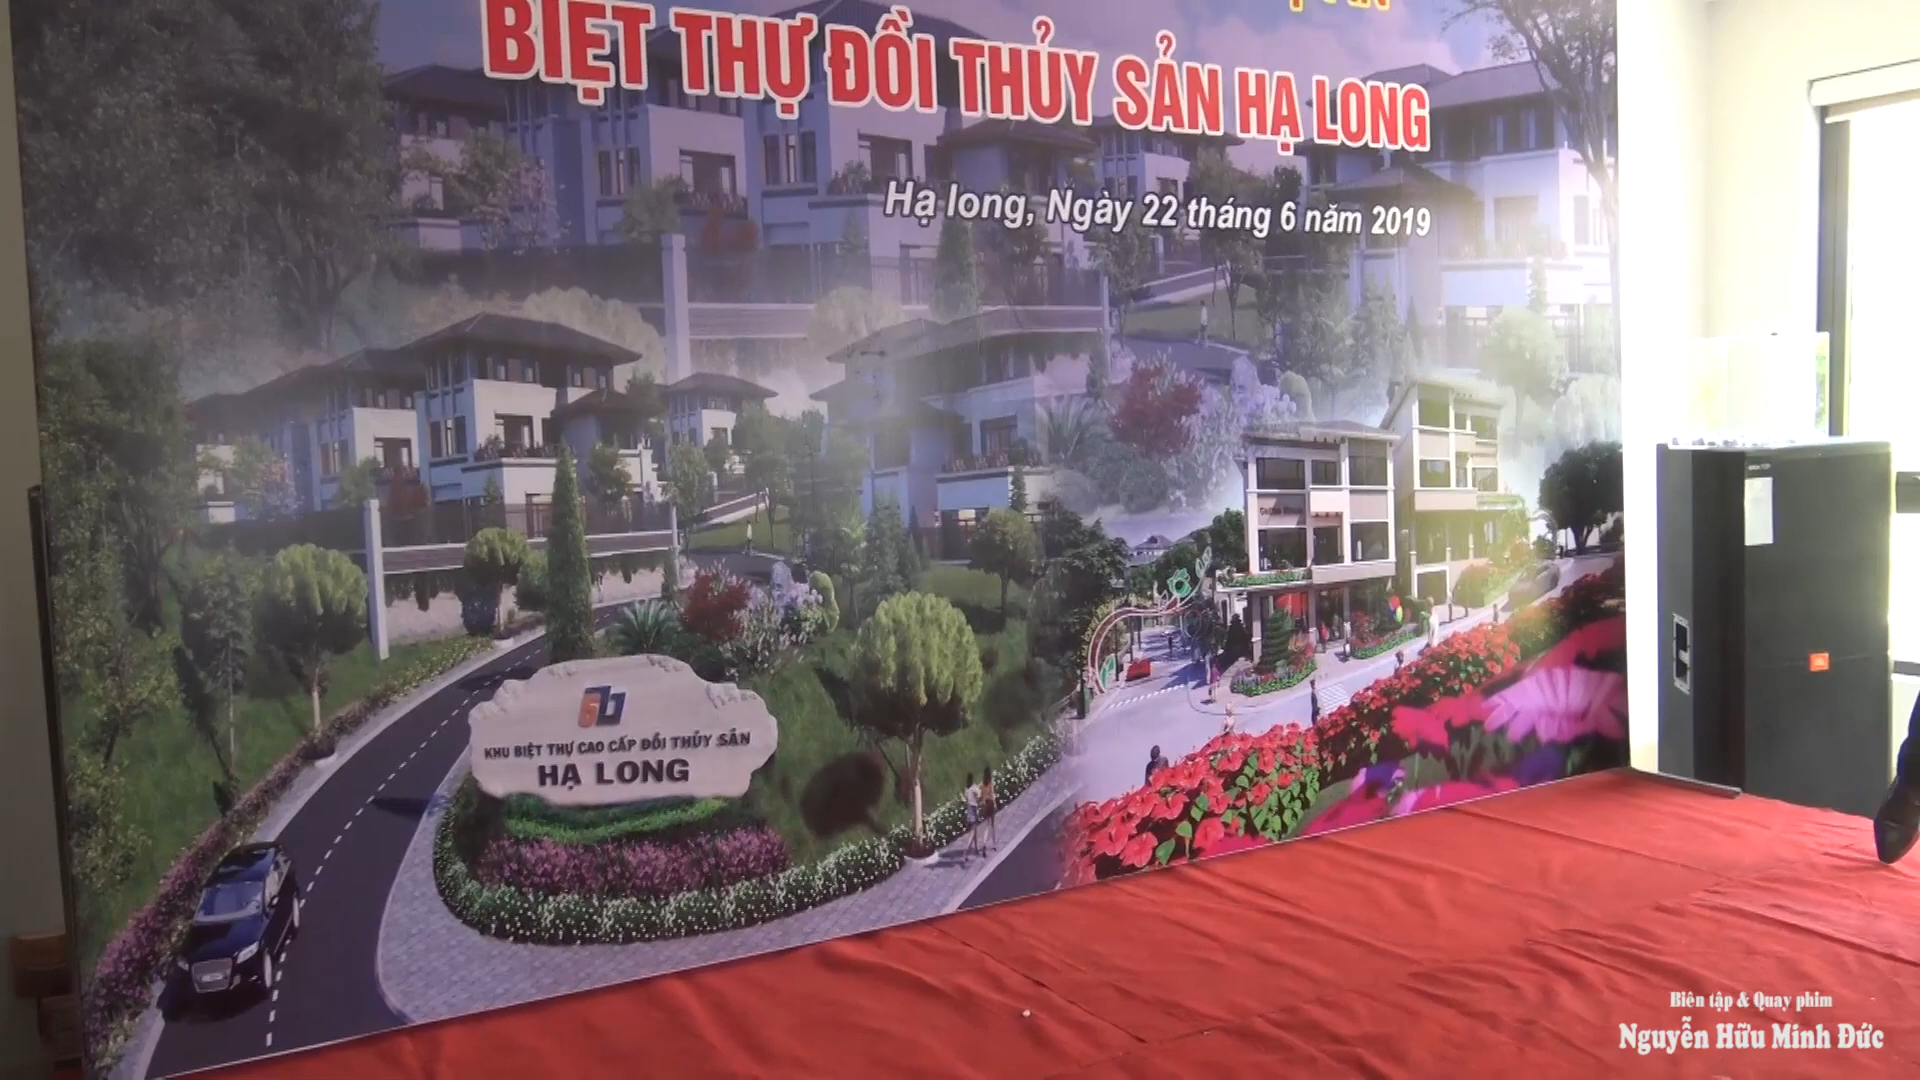 BIỆT THỰ ĐỒI THỦY SẢN HẠ LONG
Hạ long, Ngày 22 tháng 6 năm 2019
KHU BIỆT THỰ CAO CẤP ĐỒI THỦY SẢN
HẠ LONG
JBL
Biên tập & Quay phim
Nguyễn Hữu Minh Đức